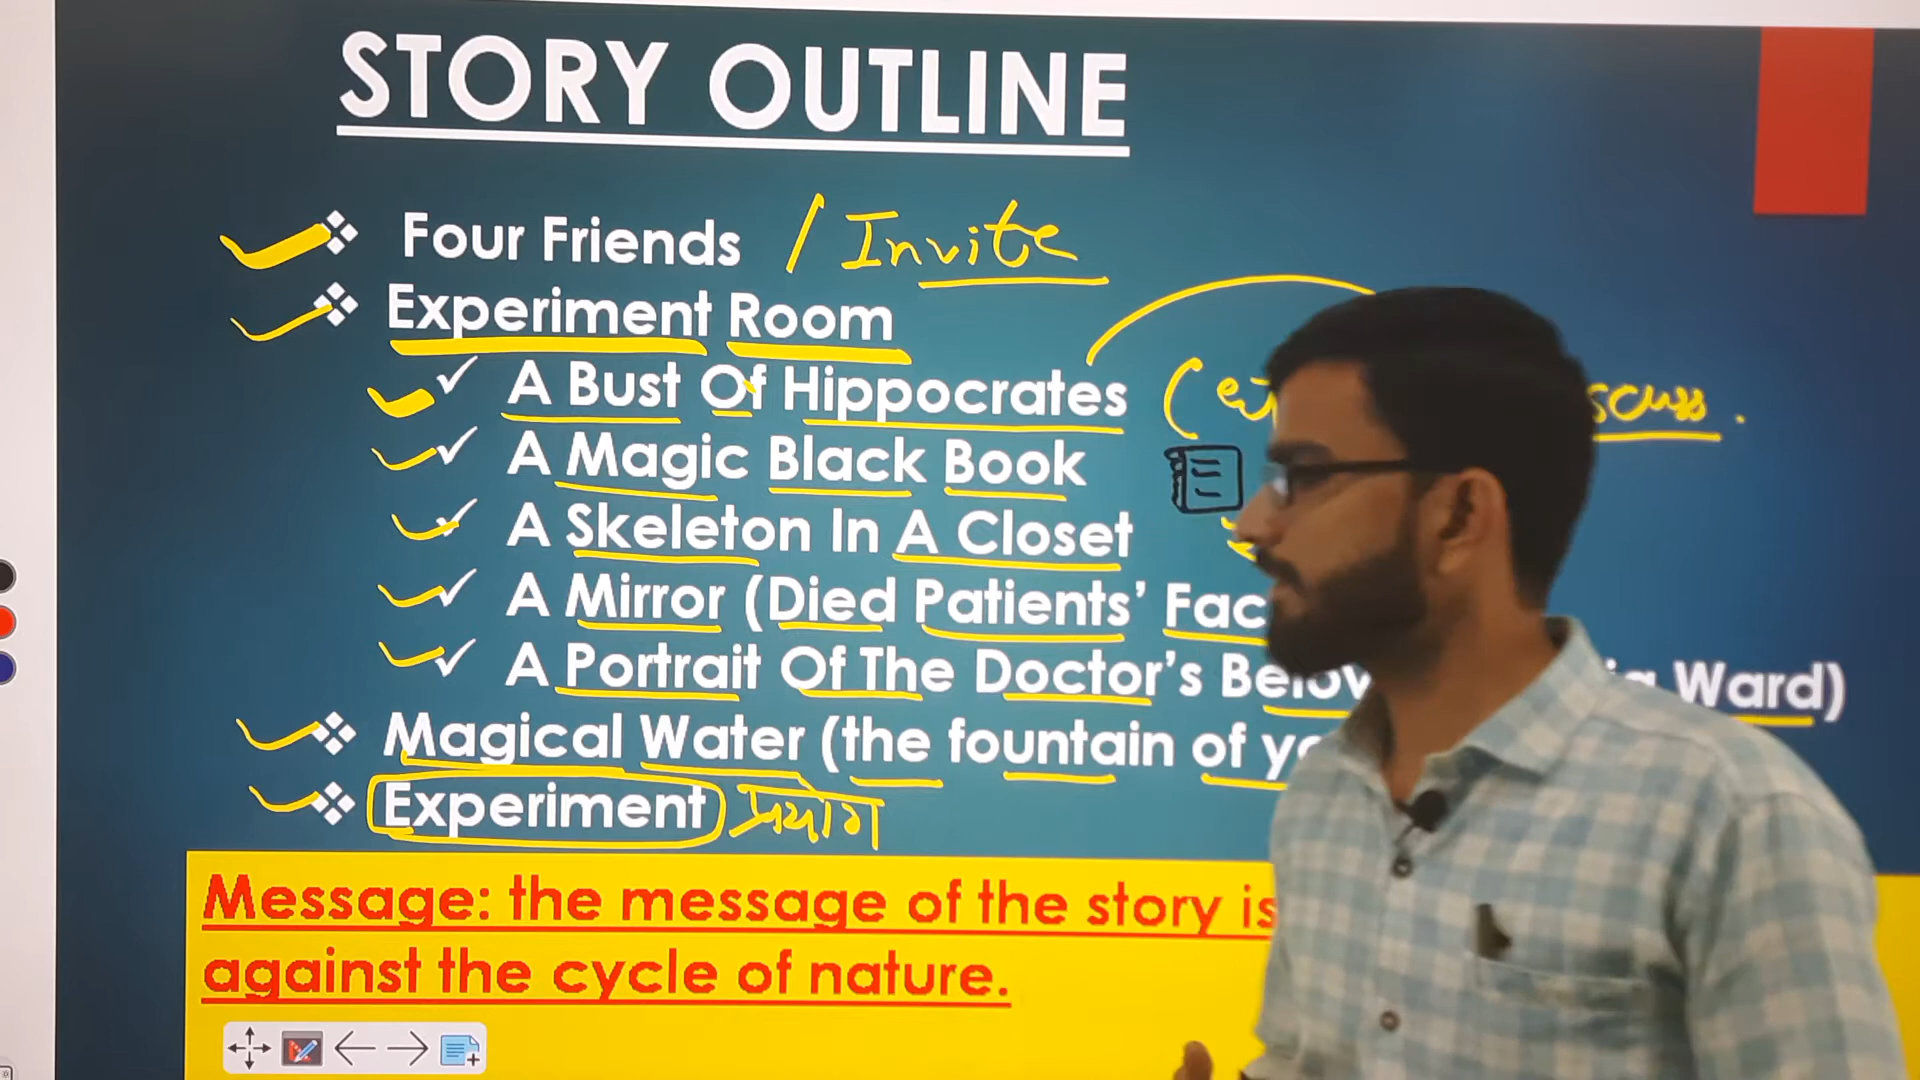 STORY OUTLINE
Four Friends / Invite
Experiment Room
A Bust Of Hippocrates
A Magic Black Book
A Skeleton In A Closet
A Mirror (Died Patients'
A Portrait Of The Doctor's Ward)
Magical Water (the fountain of
Experiment प्रयोग
Message: the message of the story is
against the cycle of nature.